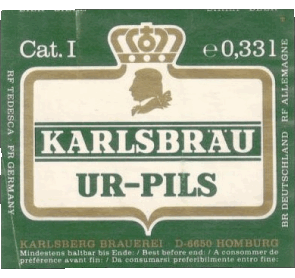 Cat. I
℮ 0,33 l
RF TEDESCA FR GERMANY
BR DEUTSCHLAND RF ALLEMAGNE
KARLSBRÄU
UR-PILS
KARLSBERG BRAUEREI D-6650 HOMBURG
Mindestens haltbar bis Ende: / Best before end: / A consommer de
préférence avant fin: / Da consumarsi preferibilmente entro fine: